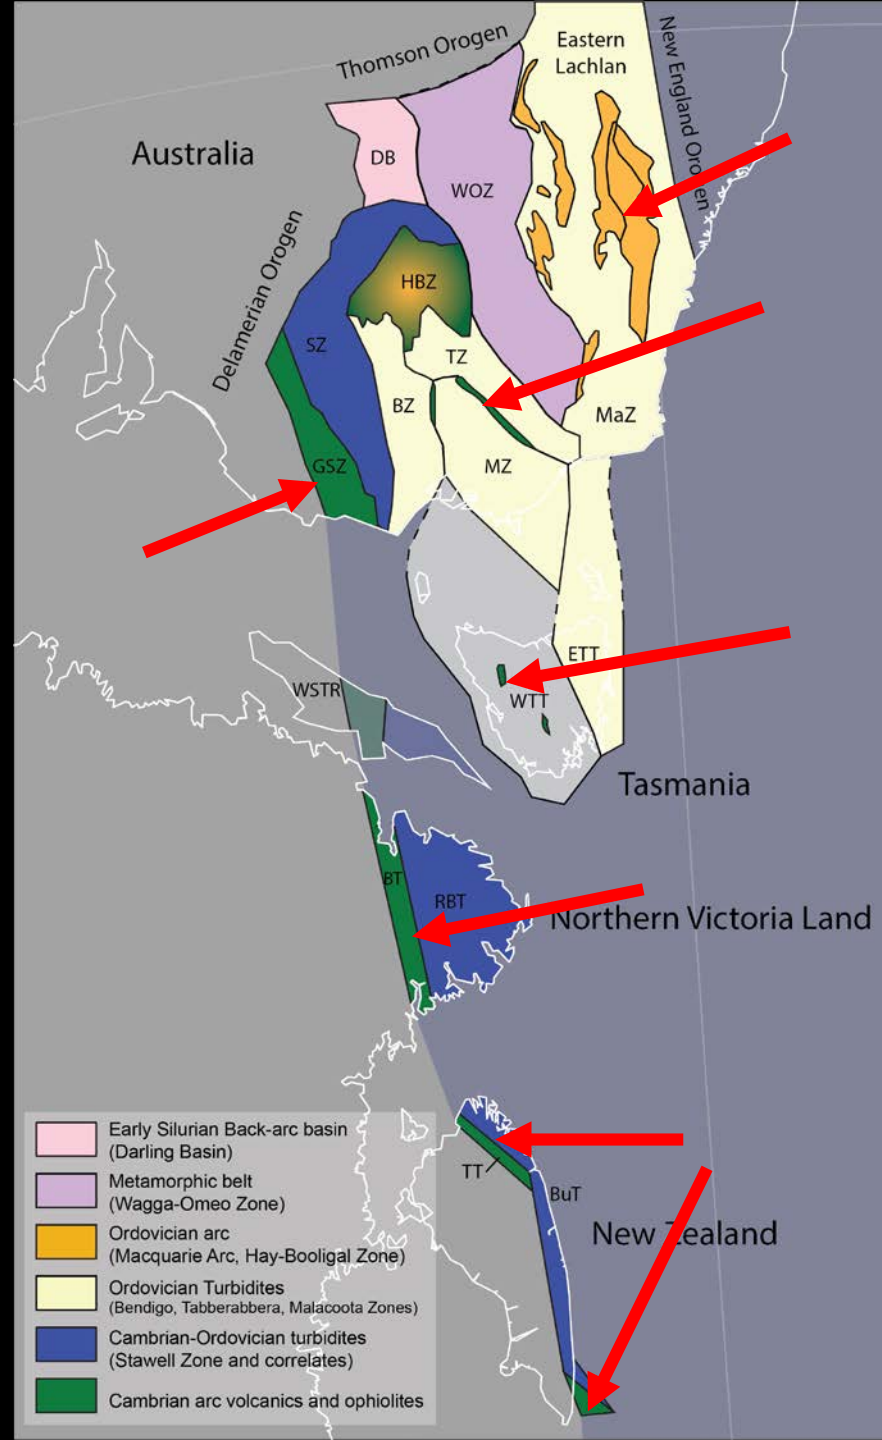 Thomson Orogen
Eastern
Lachlan
New England Orogen
Australia
DB
WOZ
Delamerian Orogen
HBZ
SZ
TZ
BZ
MaZ
GSZ
MZ
ETT
WSTR
WTT
Tasmania
BT
RBT
Northern Victoria Land
TT
BuT
New Zealand
Early Silurian Back-arc basin
(Darling Basin)
Metamorphic belt
(Wagga-Omeo Zone)
Ordovician arc
(Macquarie Arc, Hay-Booligal Zone)
Ordovician Turbidites
(Bendigo, Tabberabbera, Malacoota Zones)
Cambrian-Ordovician turbidites
(Stawell Zone and correlates)
Cambrian arc volcanics and ophiolites